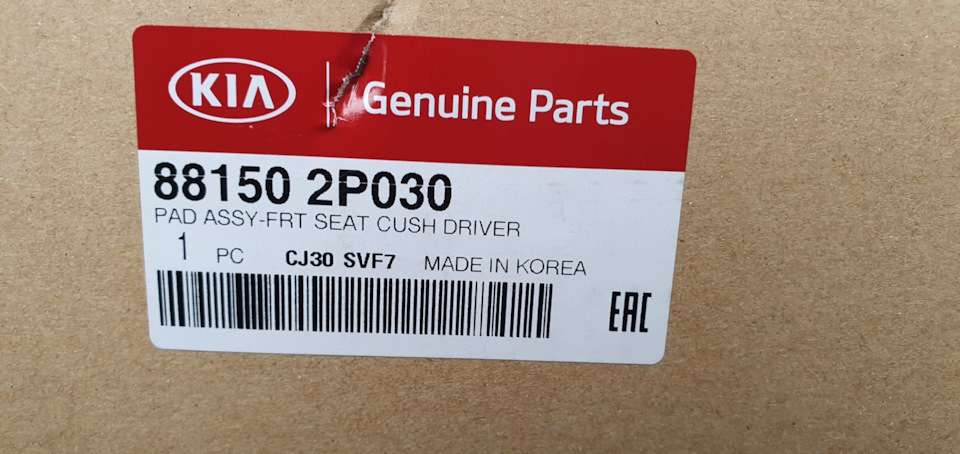 KIA Genuine Parts
88150 2P030
PAD ASSY-FRT SEAT CUSH DRIVER
1 PC CJ30 SVF7 MADE IN KOREA
EAC